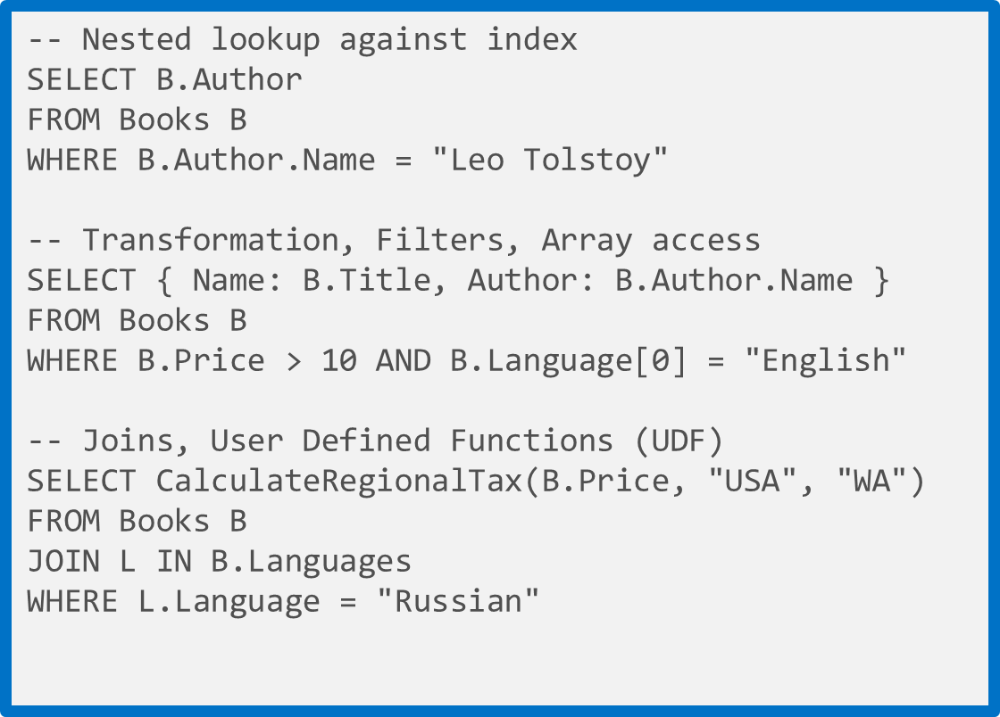 -- Nested lookup against index
SELECT B.Author
FROM Books B
WHERE B.Author.Name = "Leo Tolstoy"
-- Transformation, Filters, Array access
SELECT { Name: B.Title, Author: B.Author.Name }
FROM Books B
WHERE B.Price > 10 AND B.Language[0] = "English"
-- Joins, User Defined Functions (UDF)
SELECT CalculateRegionalTax(B.Price, "USA", "WA")
FROM Books B
JOIN L IN B.Languages
WHERE L.Language = "Russian"